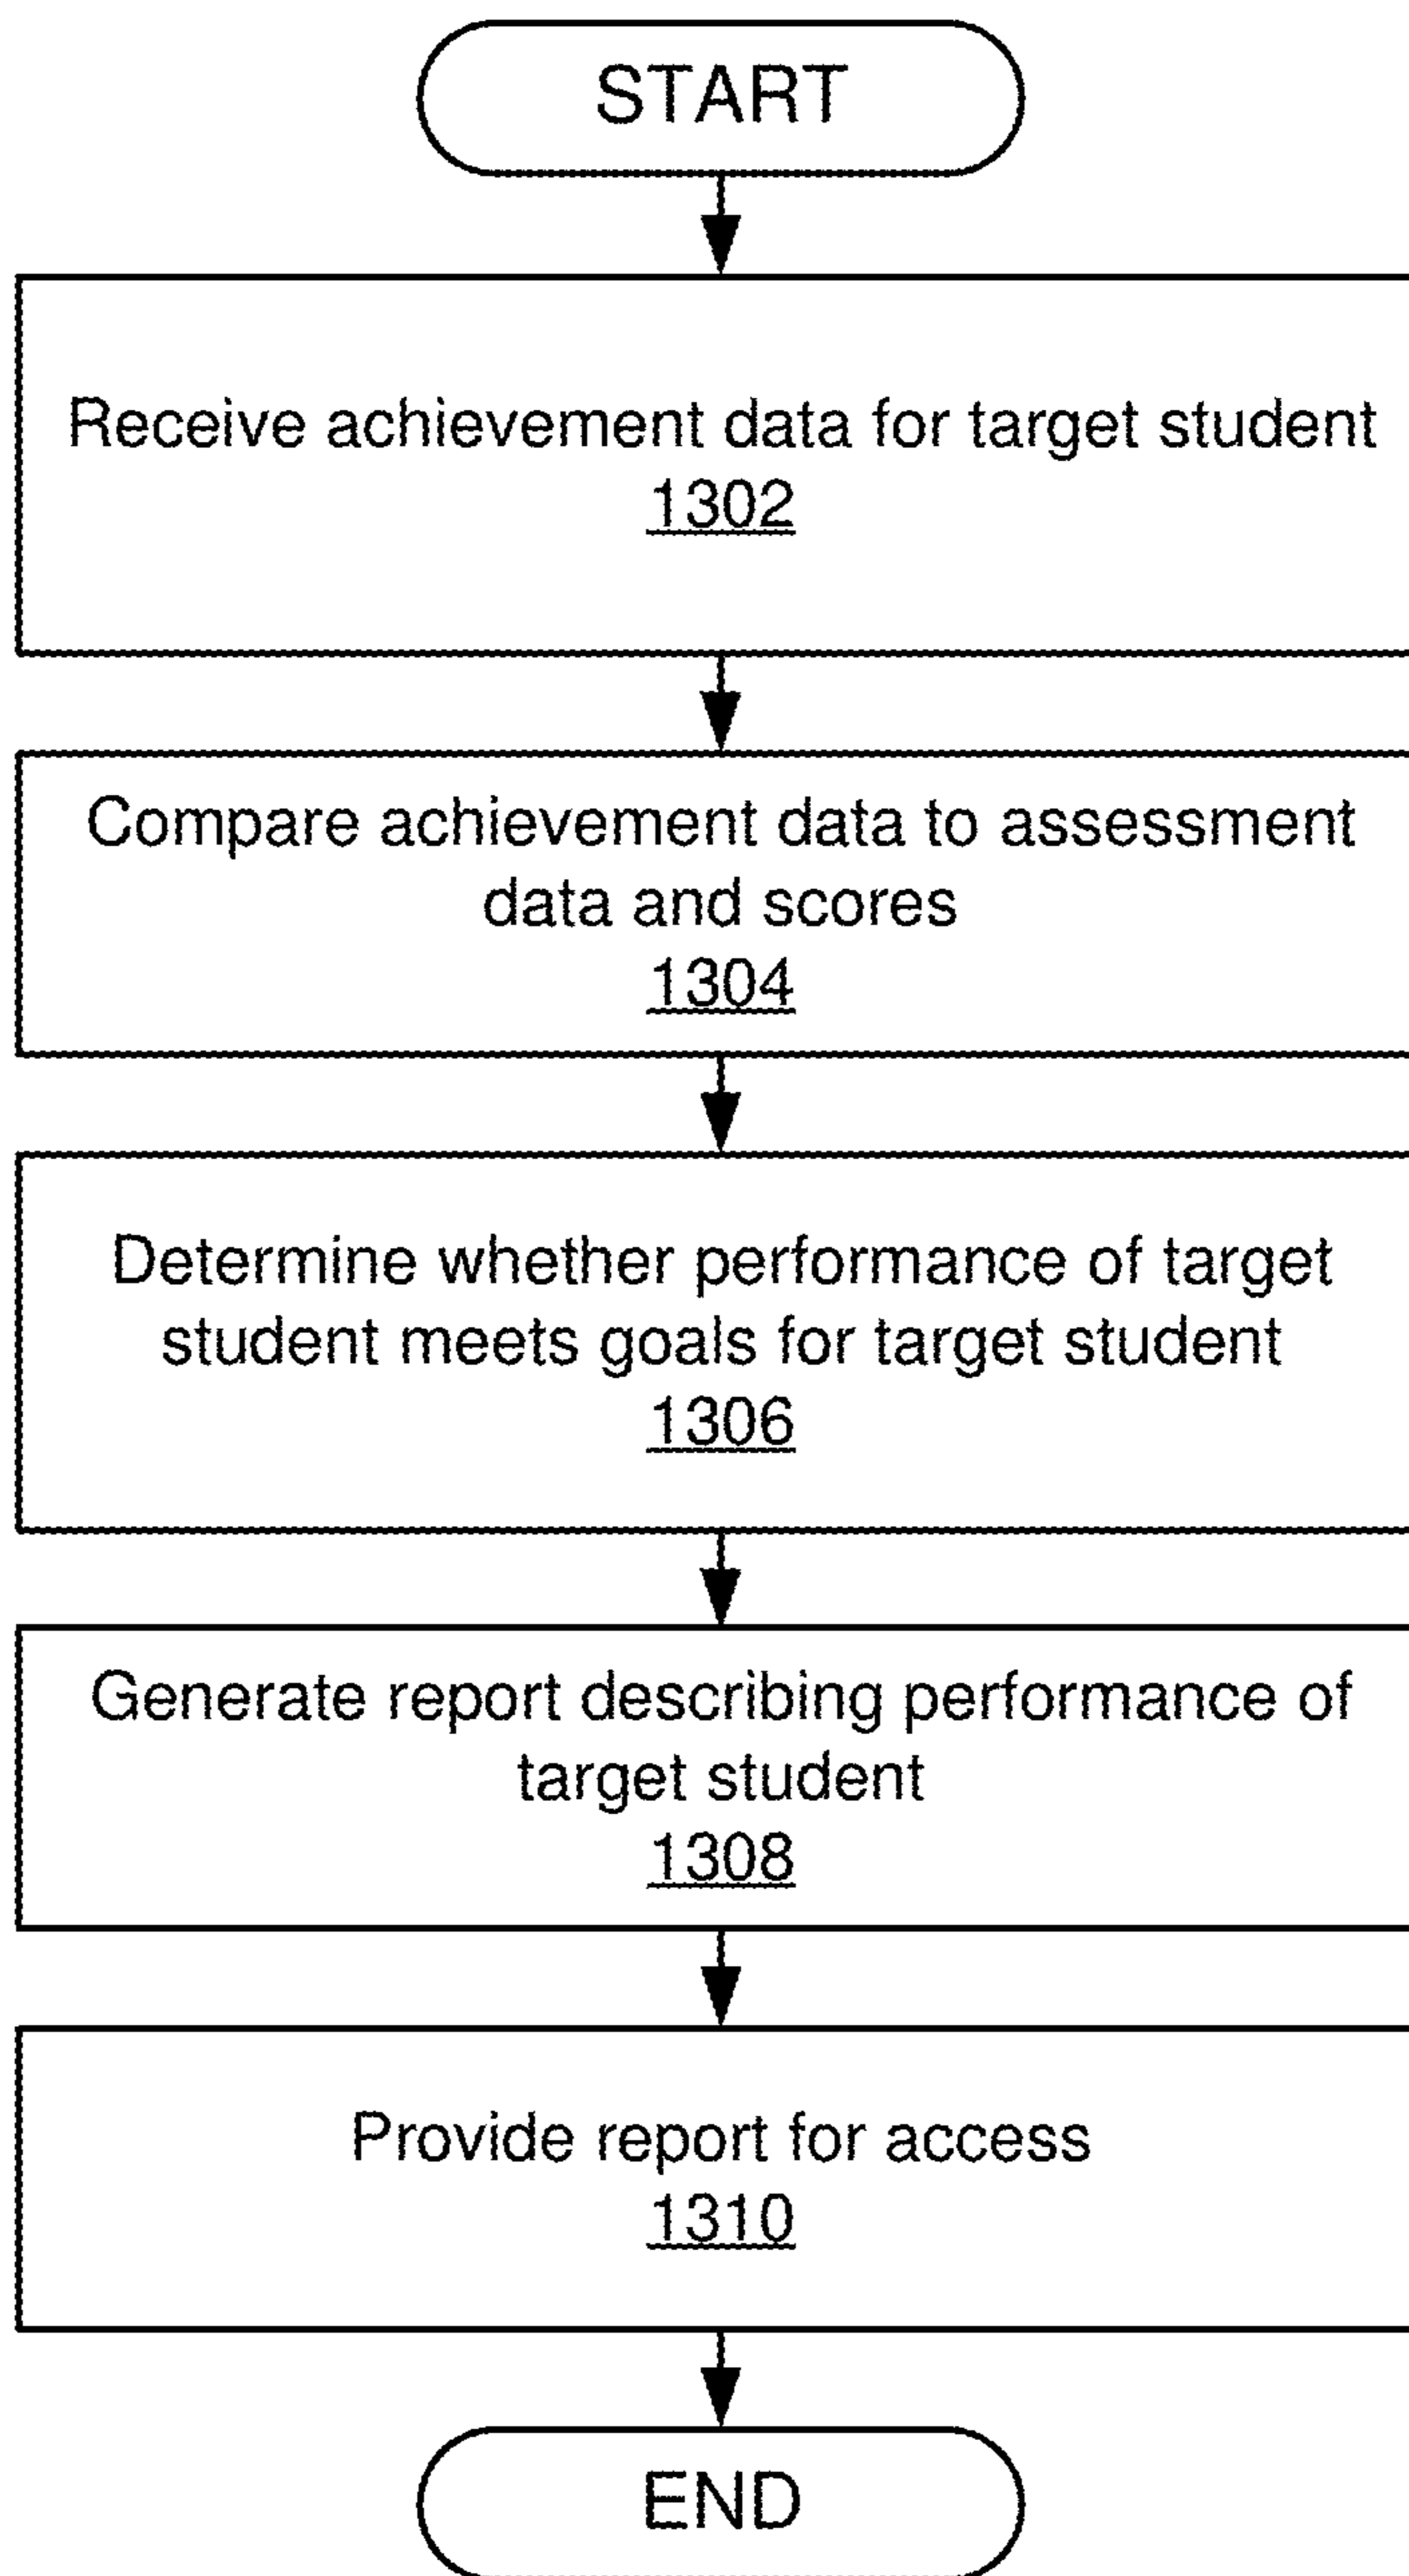 START
Receive achievement data for target student
1302
Compare achievement data to assessment
data and scores
1304
Determine whether performance of target
student meets goals for target student
1306
Generate report describing performance of
target student
1308
Provide report for access
1310
END